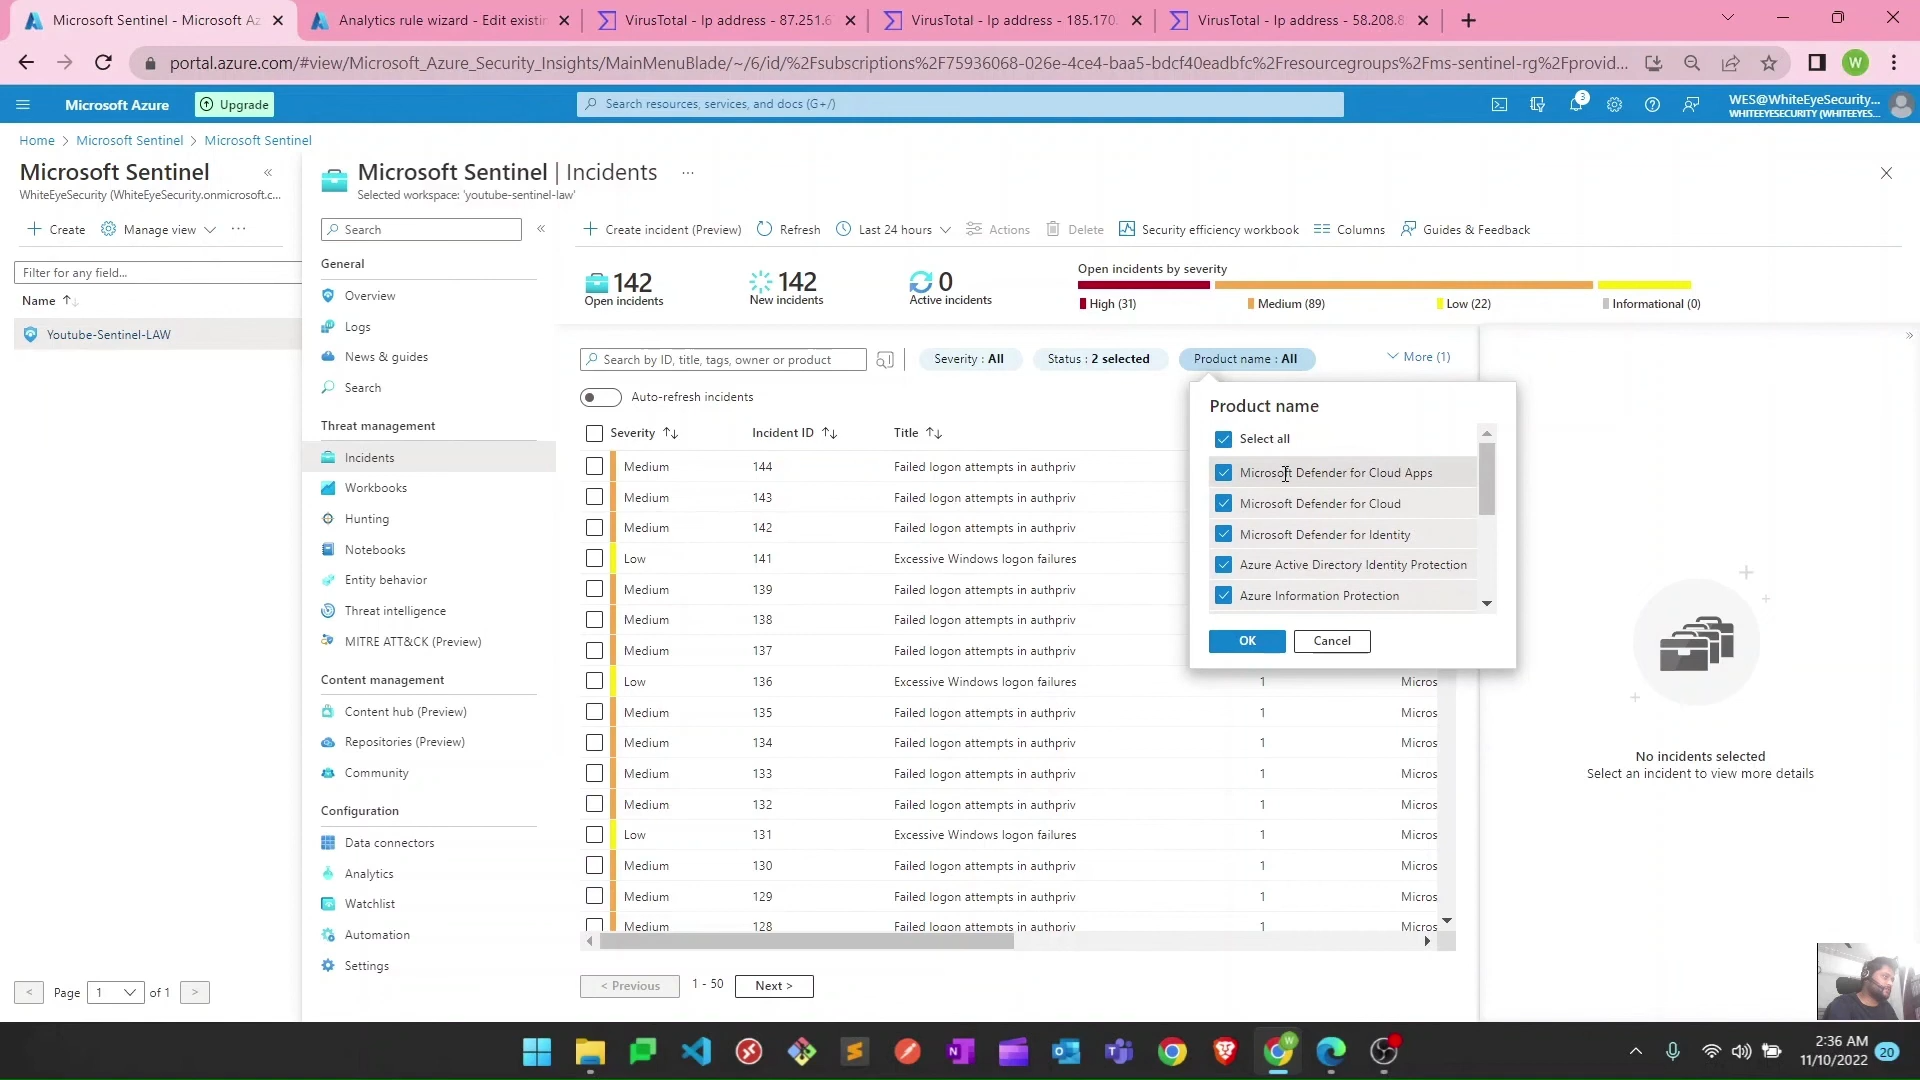 Microsoft Sentinel - Microsoft Az
Analytics rule wizard - Edit existin
VirusTotal - Ip address - 87.251.6
VirusTotal - Ip address - 185.170.
VirusTotal - Ip address - 58.208.8
portal.azure.com/#view/Microsoft_Azure_Security_Insights/MainMenuBlade/~/6/id/%2Fsubscriptions%2F75936068-026e-4ce4-baa5-bdcf40eadbfc%2Fresourcegroups%2Fms-sentinel-rg%2Fprovid...
W
Microsoft Azure
Upgrade
Search resources, services, and docs (G+/)
3
WES@WhiteEyeSecurity...
WHITEEYESECURITY (WHITEEYES...
Home > Microsoft Sentinel > Microsoft Sentinel
Microsoft Sentinel
WhiteEyeSecurity (WhiteEyeSecurity.onmicrosoft.c...
Create
Manage view
Filter for any field...
Name
Youtube-Sentinel-LAW
< Page 1 of 1 >
Microsoft Sentinel | Incidents
Selected workspace: 'youtube-sentinel-law'
Search
General
Overview
Logs
News & guides
Search
Threat management
Incidents
Workbooks
Hunting
Notebooks
Entity behavior
Threat intelligence
MITRE ATT&CK (Preview)
Content management
Content hub (Preview)
Repositories (Preview)
Community
Configuration
Data connectors
Analytics
Watchlist
Automation
Settings
Create incident (Preview)
Refresh
Last 24 hours
Actions
Delete
Security efficiency workbook
Columns
Guides & Feedback
142
Open incidents
142
New incidents
0
Active incidents
Open incidents by severity
High (31)
Medium (89)
Low (22)
Informational (0)
Search by ID, title, tags, owner or product
Severity : All
Status : 2 selected
Product name : All
More (1)
Auto-refresh incidents
Severity Incident ID Title
Medium 144 Failed logon attempts in authpriv
Medium 143 Failed logon attempts in authpriv
Medium 142 Failed logon attempts in authpriv
Low 141 Excessive Windows logon failures
Medium 139 Failed logon attempts in authpriv
Medium 138 Failed logon attempts in authpriv
Medium 137 Failed logon attempts in authpriv
Low 136 Excessive Windows logon failures 1 Micros
Medium 135 Failed logon attempts in authpriv 1 Micros
Medium 134 Failed logon attempts in authpriv 1 Micros
Medium 133 Failed logon attempts in authpriv 1 Micros
Medium 132 Failed logon attempts in authpriv 1 Micros
Low 131 Excessive Windows logon failures 1 Micros
Medium 130 Failed logon attempts in authpriv 1 Micros
Medium 129 Failed logon attempts in authpriv 1 Micros
Medium 128 Failed logon attempts in authpriv 1 Micros
< Previous 1 - 50 Next >
Product name
Select all
Microsoft Defender for Cloud Apps
Microsoft Defender for Cloud
Microsoft Defender for Identity
Azure Active Directory Identity Protection
Azure Information Protection
OK
Cancel
No incidents selected
Select an incident to view more details
2:36 AM
11/10/2022
20